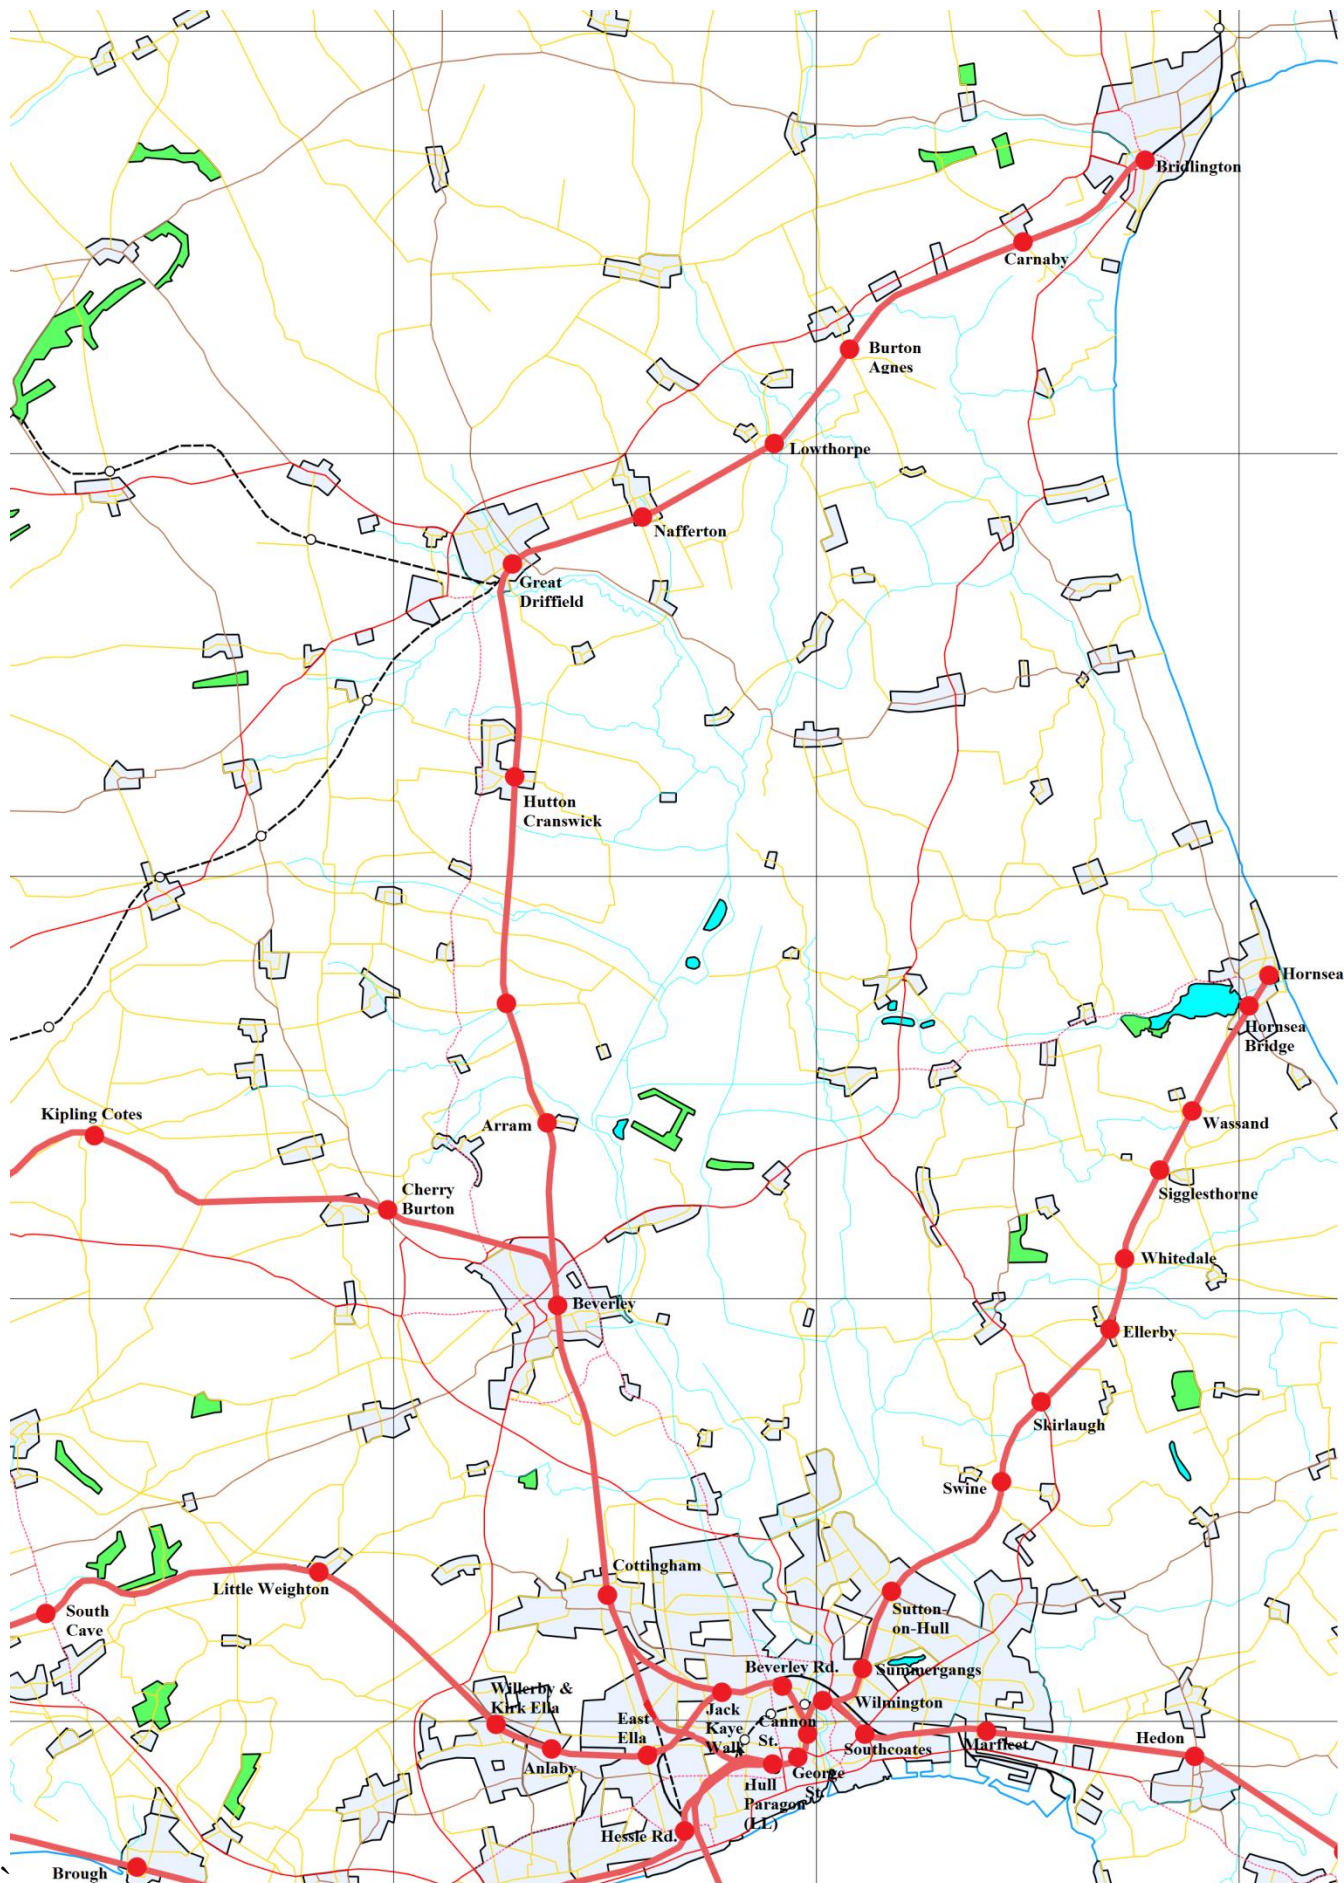 Bridlington
Carnaby
Burton
Agnes
Lowthorpe
Nafferton
Great
Driffield
Hutton
Cranswick
Hornsea
Hornsea
Bridge
Kipling Cotes
Arram
Wassand
Cherry
Burton
Sigglesthorne
Whitedale
Beverley
Ellerby
Skirlaugh
Swine
Cottingham
Little Weighton
South
Cave
Sutton-
on-Hull
Beverley Rd.
Summergangs
Willerby &
Kirk Ella
East
Ella
Jack
Kaye
Walk
Cannon
St.
Wilmington
Southcoates
Marfleet
Hedon
Anlaby
George
St.
Hull
Paragon
(LL)
Hessle Rd.
Brough